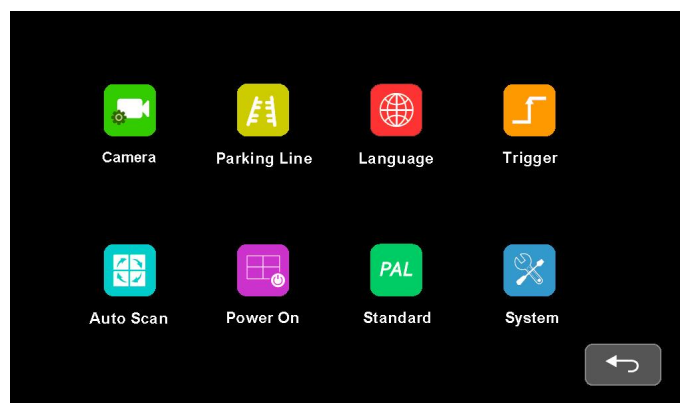 Camera
Parking Line
Language
Trigger
PAL
Auto Scan
Power On
Standard
System